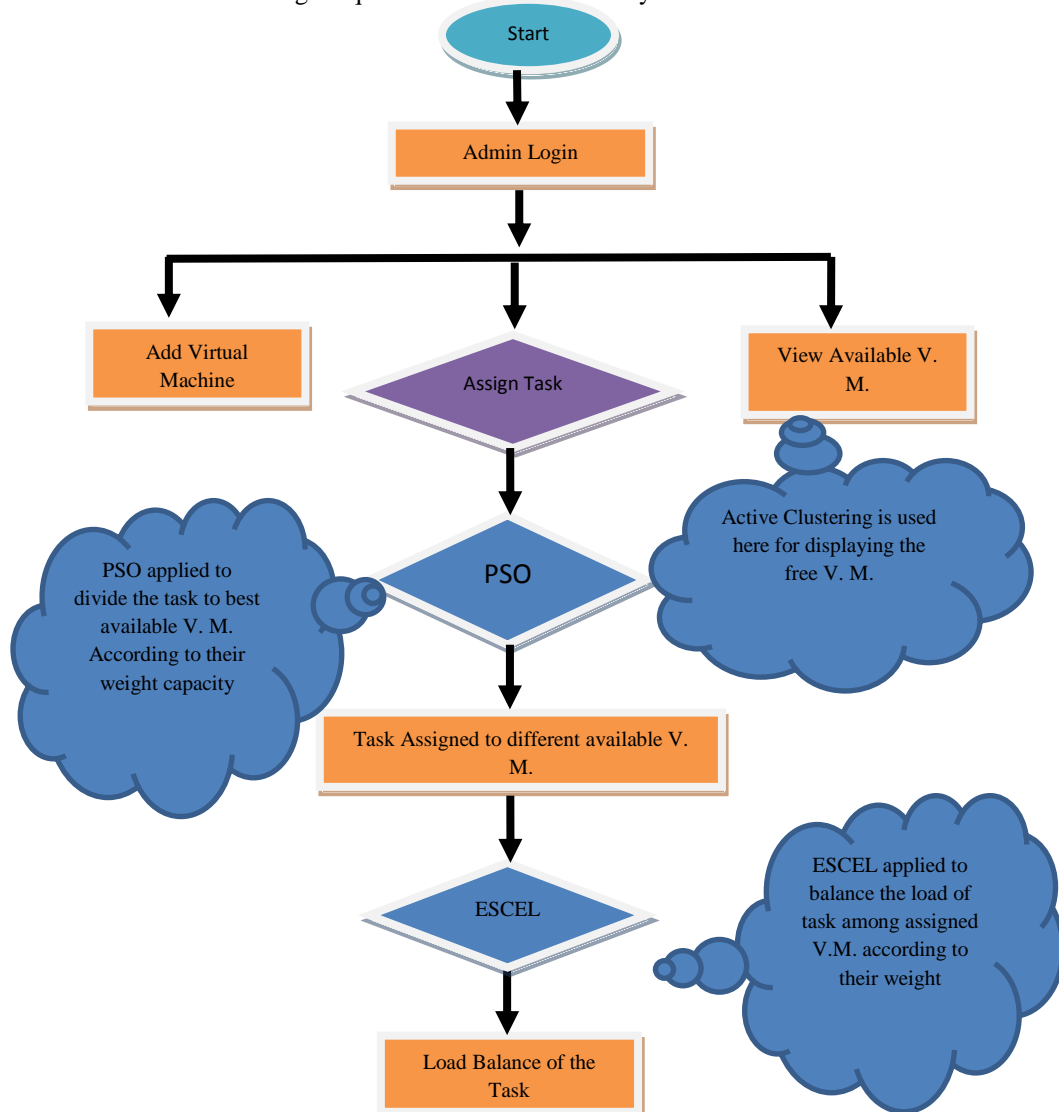 Start
Admin Login
Add Virtual
Machine
Assign Task
View Available V.
M.
PSO applied to
divide the task to best
available V. M.
According to their
weight capacity
PSO
Active Clustering is used
here for displaying the
free V. M.
Task Assigned to different available V.
M.
ESCEL
ESCEL applied to
balance the load of
task among assigned
V.M. according to
their weight
Load Balance of the
Task